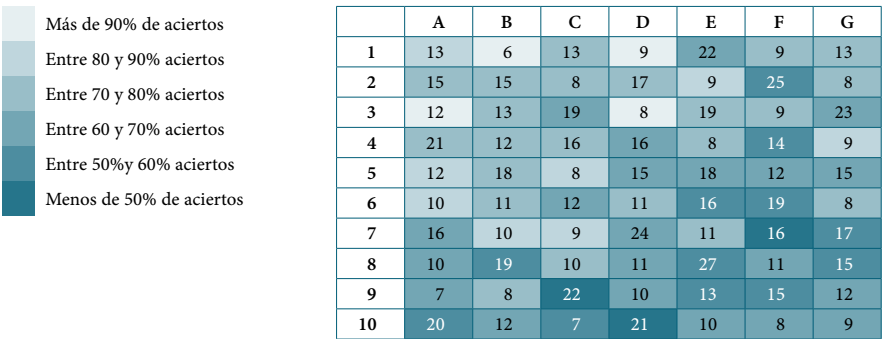 Más de 90% de aciertos
Entre 80 y 90% aciertos
Entre 70 y 80% aciertos
Entre 60 y 70% aciertos
Entre 50%y 60% aciertos
Menos de 50% de aciertos
A B C D E F G
1 13 6 13 9 22 9 13
2 15 15 8 17 9 25 8
3 12 13 19 8 19 9 23
4 21 12 16 16 8 14 9
5 12 18 8 15 18 12 15
6 10 11 12 11 16 19 8
7 16 10 9 24 11 16 17
8 10 19 10 11 27 11 15
9 7 8 22 10 13 15 12
10 20 12 7 21 10 8 9